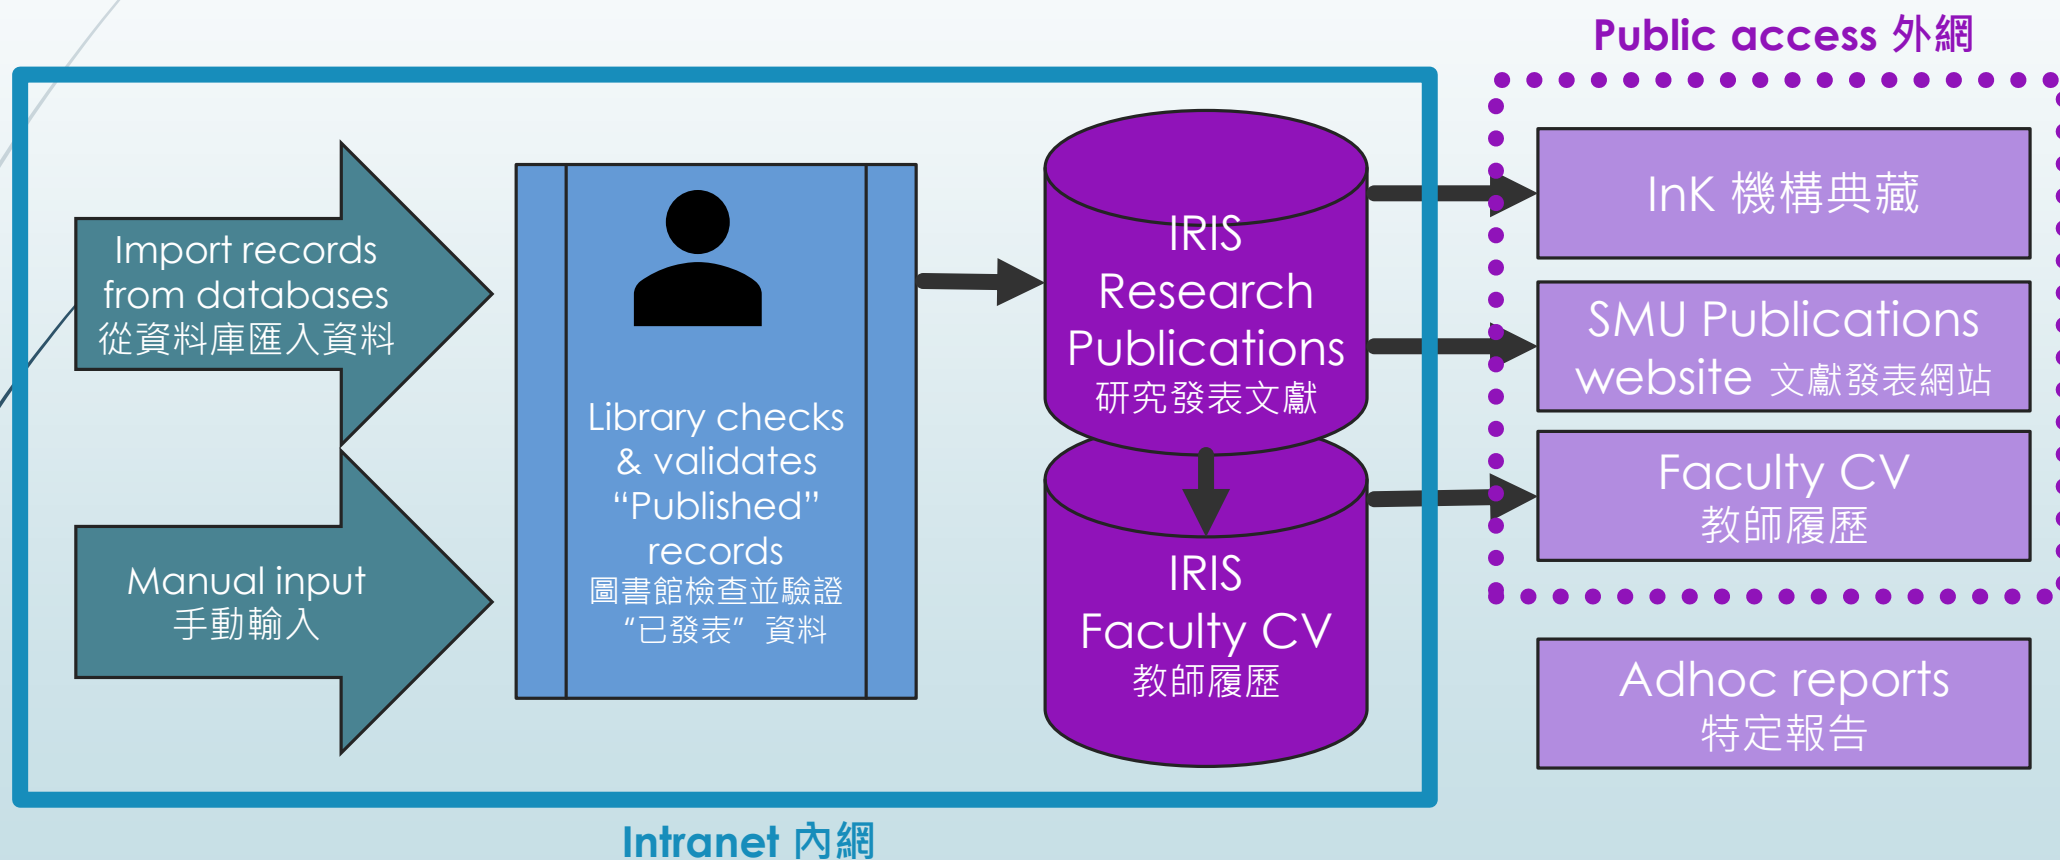 Public access 外網
Import records
from databases
從資料庫匯入資料
Manual input
手動輸入
Library checks
& validates
“Published”
records
圖書館檢查並驗證
“已發表” 資料
IRIS
Research
Publications
研究發表文獻
IRIS
Faculty CV
教師履歷
InK 機構典藏
SMU Publications
website 文獻發表網站
Faculty CV
教師履歷
Adhoc reports
特定報告
Intranet 內網